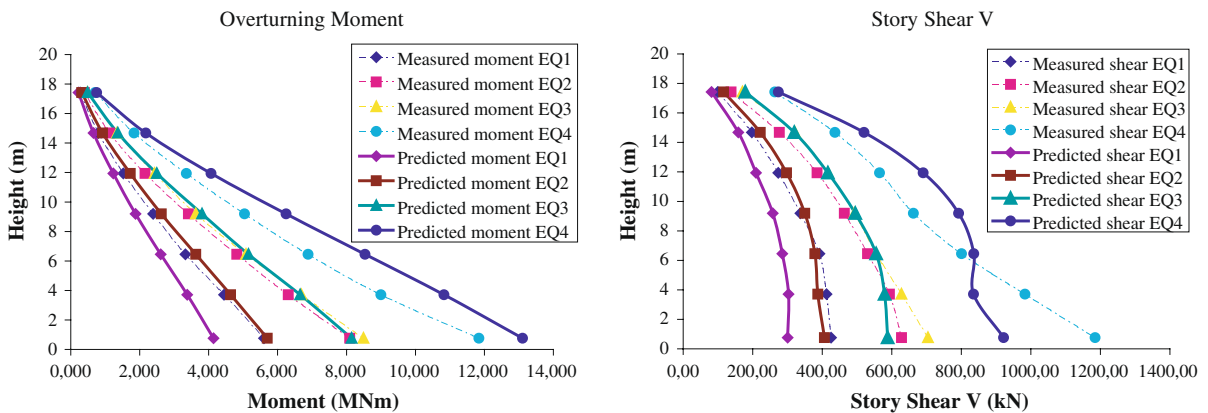 Overturning Moment
20
18
16
14
12
10
8
6
4
2
0
Height (m)
0,000 2,000 4,000 6,000 8,000 10,000 12,000 14,000
Moment (MNm)
Measured moment EQ1
Measured moment EQ2
Measured moment EQ3
Measured moment EQ4
Predicted moment EQ1
Predicted moment EQ2
Predicted moment EQ3
Predicted moment EQ4
Story Shear V
20
18
16
14
12
10
8
6
4
2
0
Height (m)
0,00 200,00 400,00 600,00 800,00 1000,00 1200,00 1400,00
Story Shear V (kN)
Measured shear EQ1
Measured shear EQ2
Measured shear EQ3
Measured shear EQ4
Predicted shear EQ1
Predicted shear EQ2
Predicted shear EQ3
Predicted shear EQ4